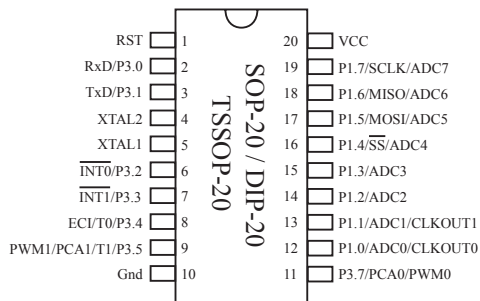 RST 1
RxD/P3.0 2
TxD/P3.1 3
XTAL2 4
XTAL1 5
INT0/P3.2 6
INT1/P3.3 7
ECI/T0/P3.4 8
PWM1/PCA1/T1/P3.5 9
Gnd 10
SOP-20 / DIP-20
TSSOP-20
20 VCC
19 P1.7/SCLK/ADC7
18 P1.6/MISO/ADC6
17 P1.5/MOSI/ADC5
16 P1.4/SS/ADC4
15 P1.3/ADC3
14 P1.2/ADC2
13 P1.1/ADC1/CLKOUT1
12 P1.0/ADC0/CLKOUT0
11 P3.7/PCA0/PWM0